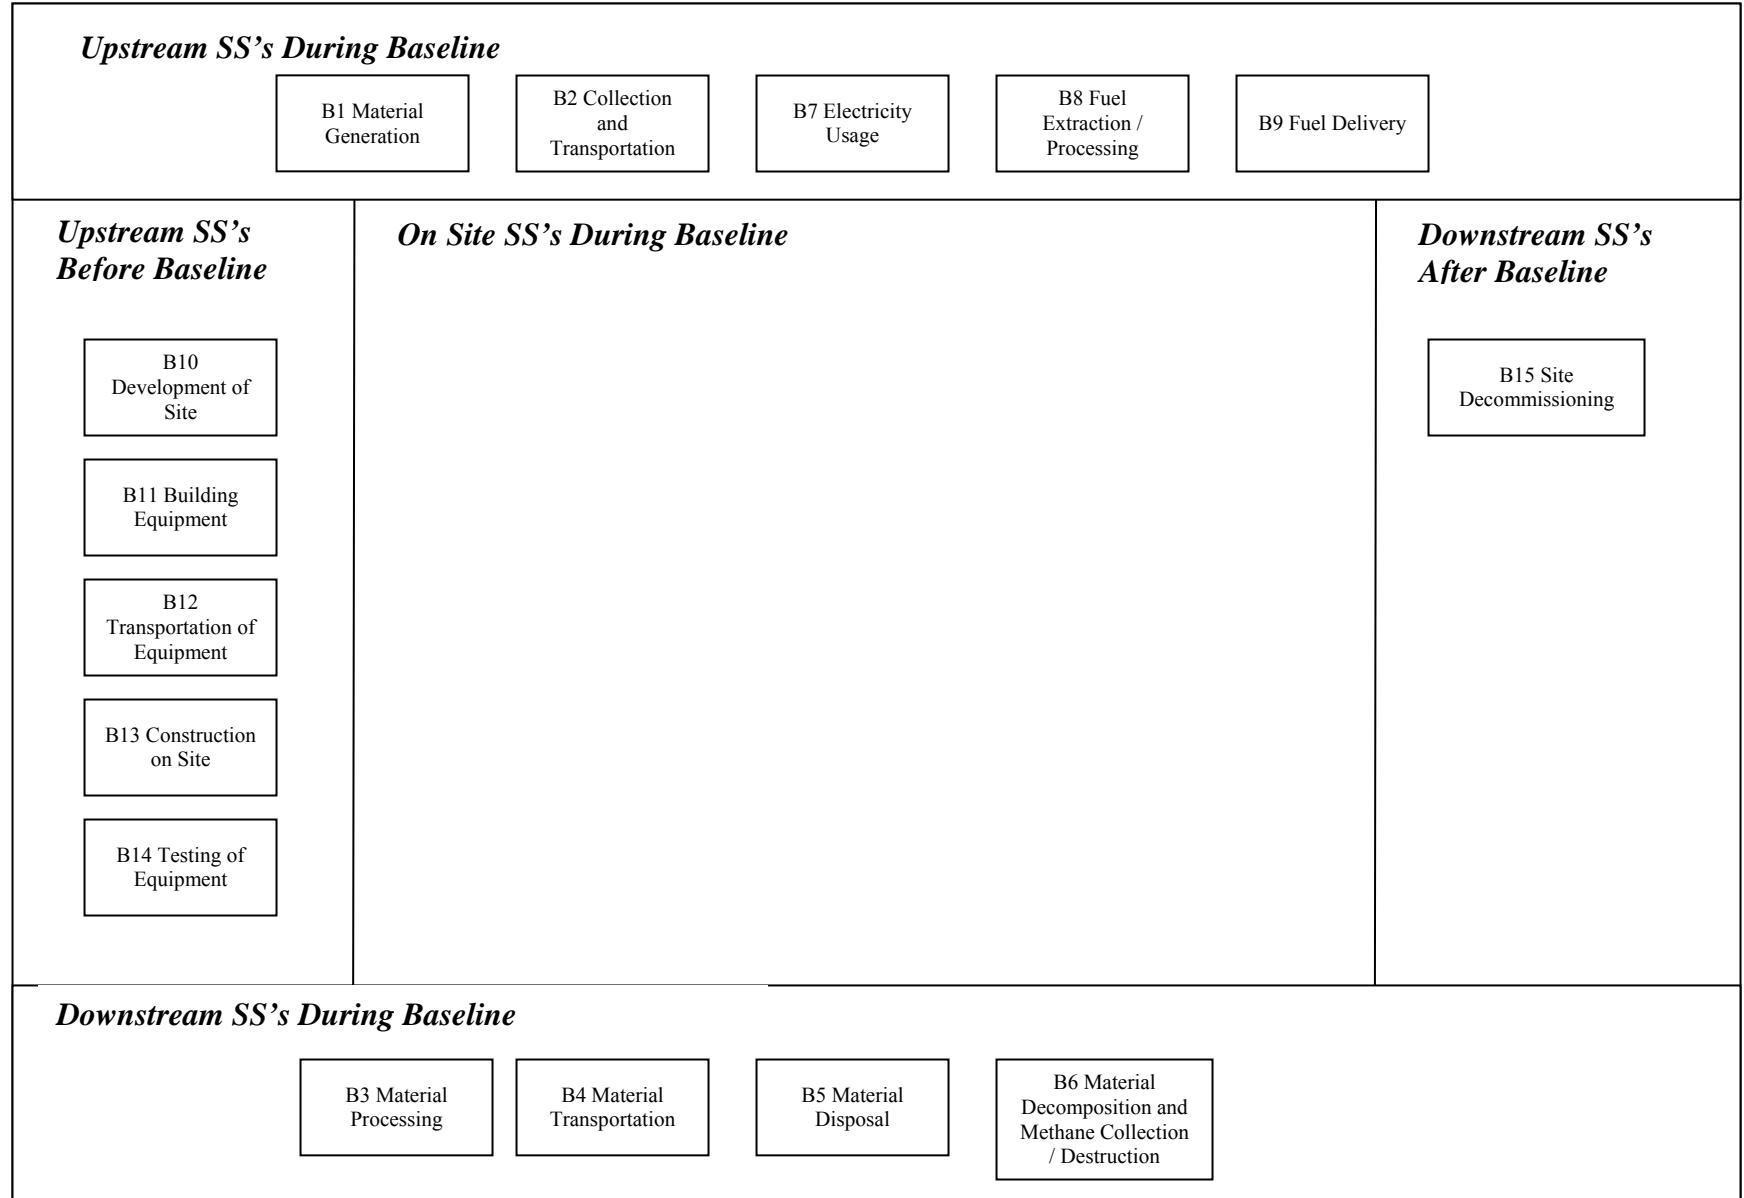 Upstream SS’s During Baseline
B1 Material
Generation
B2 Collection
and
Transportation
B7 Electricity
Usage
B8 Fuel
Extraction /
Processing
B9 Fuel Delivery
Upstream SS’s
Before Baseline
B10
Development of
Site
B11 Building
Equipment
B12
Transportation of
Equipment
B13 Construction
on Site
B14 Testing of
Equipment
On Site SS’s During Baseline
Downstream SS’s
After Baseline
B15 Site
Decommissioning
Downstream SS’s During Baseline
B3 Material
Processing
B4 Material
Transportation
B5 Material
Disposal
B6 Material
Decomposition and
Methane Collection
/ Destruction